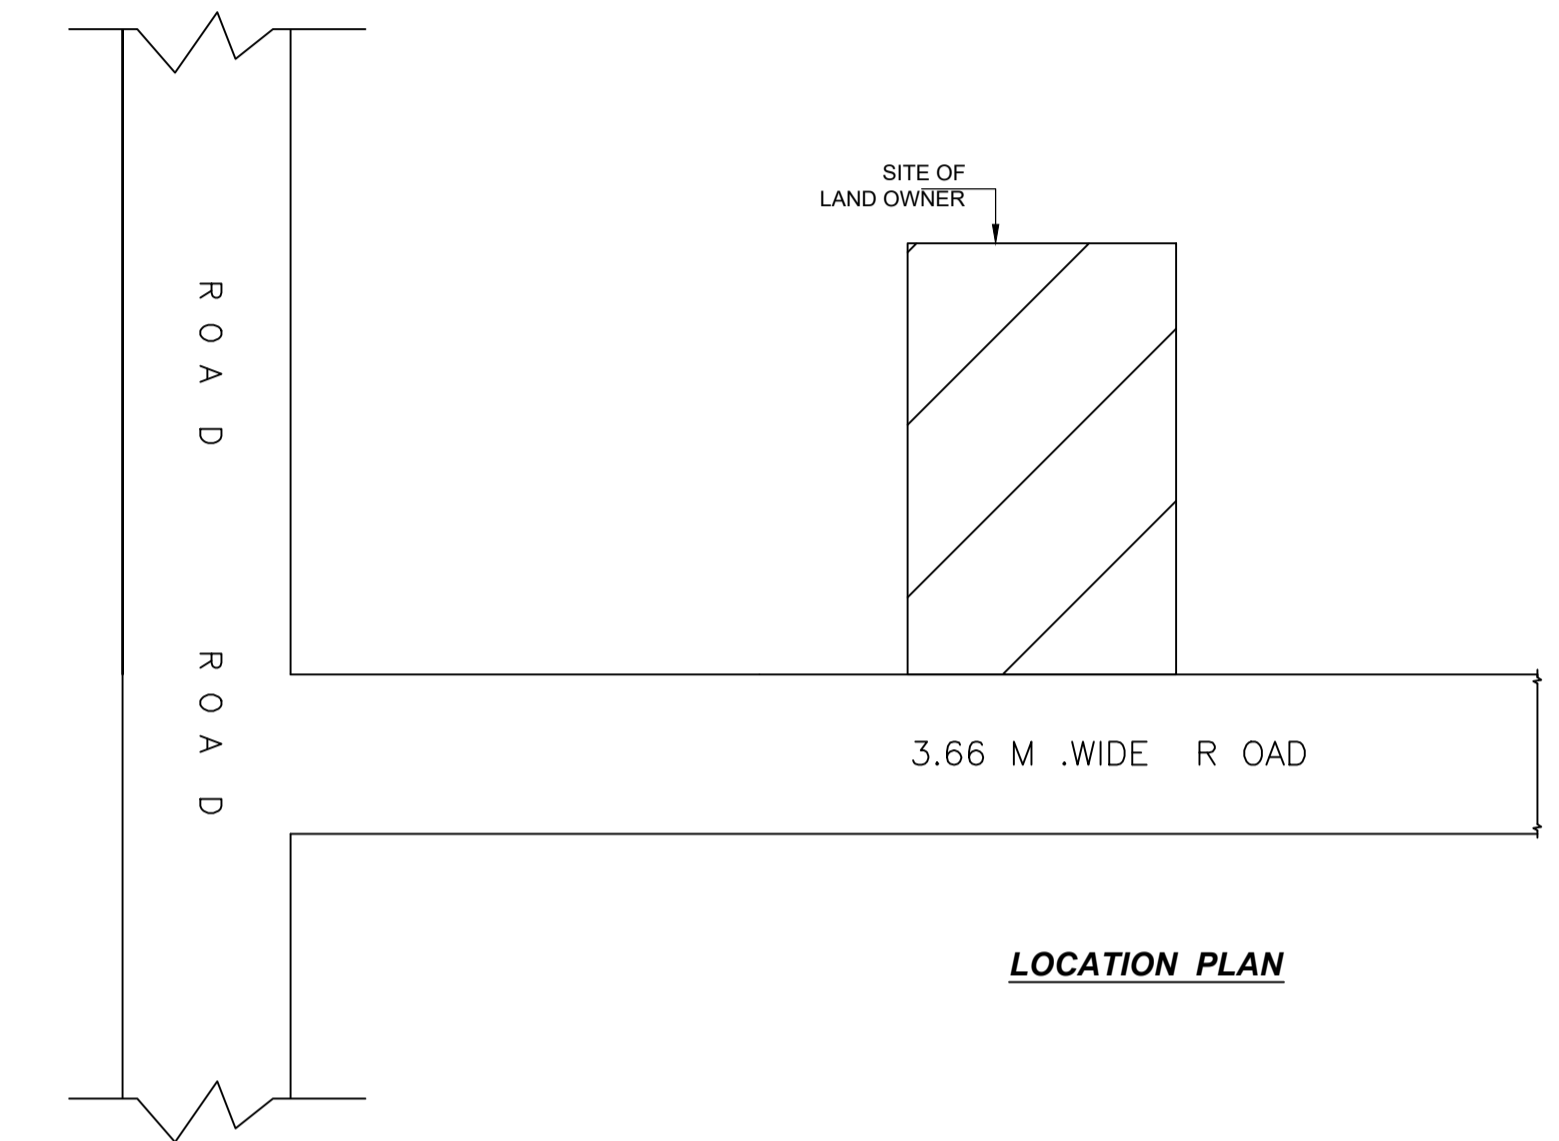 SITE OF
LAND OWNER
ROAD
ROAD
3.66 M .WIDE R OAD
LOCATION PLAN